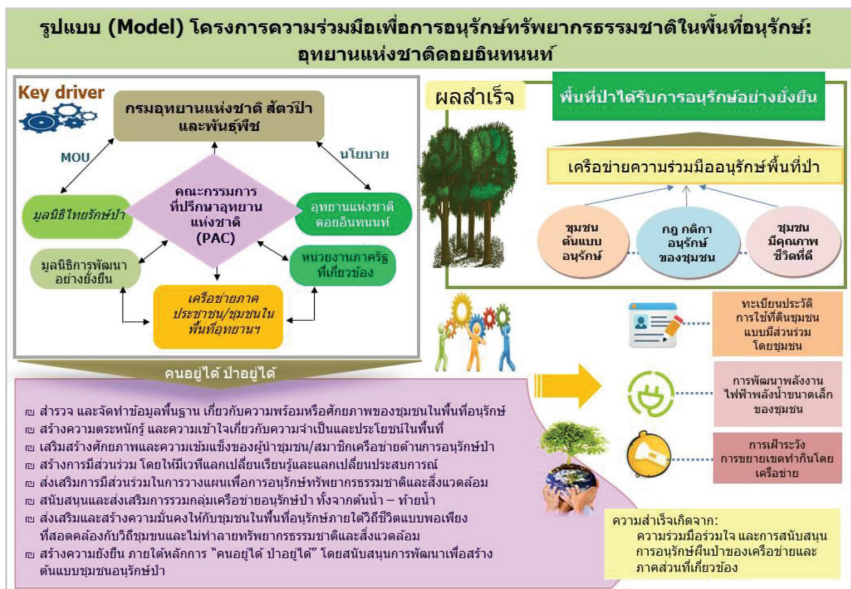 รูปแบบ (Model) โครงการความร่วมมือเพื่อการอนุรักษ์ทรัพยากรธรรมชาติในพื้นที่อนุรักษ์:
อุทยานแห่งชาติดอยอินทนนท์
Key driver
กรมอุทยานแห่งชาติ สัตว์ป่า
และพันธุ์พืช
MOU
นโยบาย
มูลนิธิไทยรักษ์ป่า
คณะกรรมการ
ที่ปรึกษาอุทยาน
แห่งชาติ
(PAC)
อุทยานแห่งชาติ
ดอยอินทนนท์
มูลนิธิการพัฒนา
อย่างยั่งยืน
หน่วยงานภาครัฐ
ที่เกี่ยวข้อง
เครือข่ายภาค
ประชาชน/ชุมชนใน
พื้นที่อุทยานฯ
ผลสำเร็จ
พื้นที่ป่าได้รับการอนุรักษ์อย่างยั่งยืน
เครือข่ายความร่วมมืออนุรักษ์พื้นที่ป่า
ชุมชน
ต้นแบบ
อนุรักษ์
กฎ กติกา
อนุรักษ์
ของชุมชน
ชุมชน
มีคุณภาพ
ชีวิตที่ดี
คนอยู่ได้ ป่าอยู่ได้
₪ สำรวจ และจัดทำข้อมูลพื้นฐาน เกี่ยวกับความพร้อมหรือศักยภาพของชุมชนในพื้นที่อนุรักษ์
₪ สร้างความตระหนักรู้ และความเข้าใจเกี่ยวกับความจำเป็นและประโยชน์ในพื้นที่
₪ เสริมสร้างศักยภาพและความเข้มแข็งของผู้นำชุมชน/สมาชิกเครือข่ายด้านการอนุรักษ์ป่า
₪ สร้างการมีส่วนร่วม โดยให้มีเวทีแลกเปลี่ยนเรียนรู้และแลกเปลี่ยนประสบการณ์
₪ ส่งเสริมการมีส่วนร่วมในการวางแผนเพื่อการอนุรักษ์ทรัพยากรธรรมชาติและสิ่งแวดล้อม
₪ สนับสนุนและส่งเสริมการรวมกลุ่มเครือข่ายอนุรักษ์ป่า ทั้งจากต้นน้ำ – ท้ายน้ำ
₪ ส่งเสริมและสร้างความมั่นคงให้กับชุมชนในพื้นที่อนุรักษ์ภายใต้วิถีชีวิตแบบพอเพียง
ที่สอดคล้องกับวิถีชุมชนและไม่ทำลายทรัพยากรธรรมชาติและสิ่งแวดล้อม
₪ สร้างความยั่งยืน ภายใต้หลักการ “คนอยู่ได้ ป่าอยู่ได้” โดยสนับสนุนการพัฒนาเพื่อสร้าง
ต้นแบบชุมชนอนุรักษ์ป่า
ทะเบียนประวัติ
การใช้ที่ดินชุมชน
แบบมีส่วนร่วม
โดยชุมชน
การพัฒนาพลังงาน
ไฟฟ้าพลังน้ำขนาดเล็ก
ของชุมชน
การเฝ้าระวัง
การขยายเขตทำกินโดย
เครือข่าย
ความสำเร็จเกิดจาก:
ความร่วมมือร่วมใจ และการสนับสนุน
การอนุรักษ์ผืนป่าของเครือข่ายและ
ภาคส่วนที่เกี่ยวข้อง